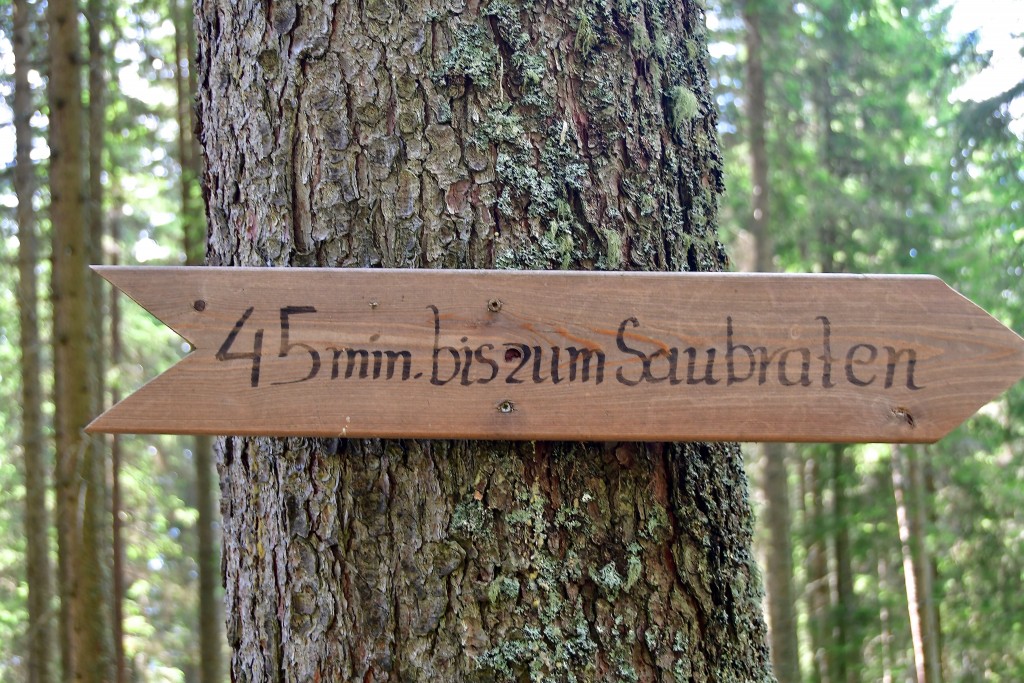 45 min. bis zum Saubraten